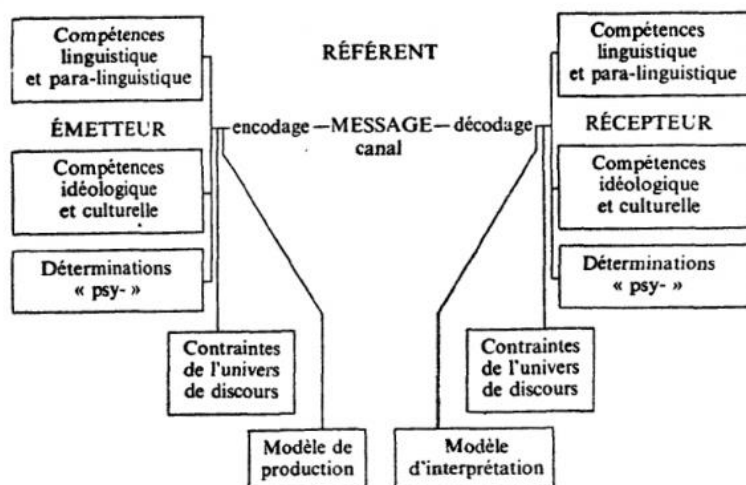 Compétences
linguistique
et para-linguistique
RÉFÉRENT
Compétences
linguistique
et para-linguistique
ÉMETTEUR
encodage — MESSAGE — décodage
canal
RÉCEPTEUR
Compétences
idéologique
et culturelle
Compétences
idéologique
et culturelle
Déterminations
« psy- »
Déterminations
« psy- »
Contraintes
de l'univers
de discours
Contraintes
de l'univers
de discours
Modèle de
production
Modèle
d'interprétation